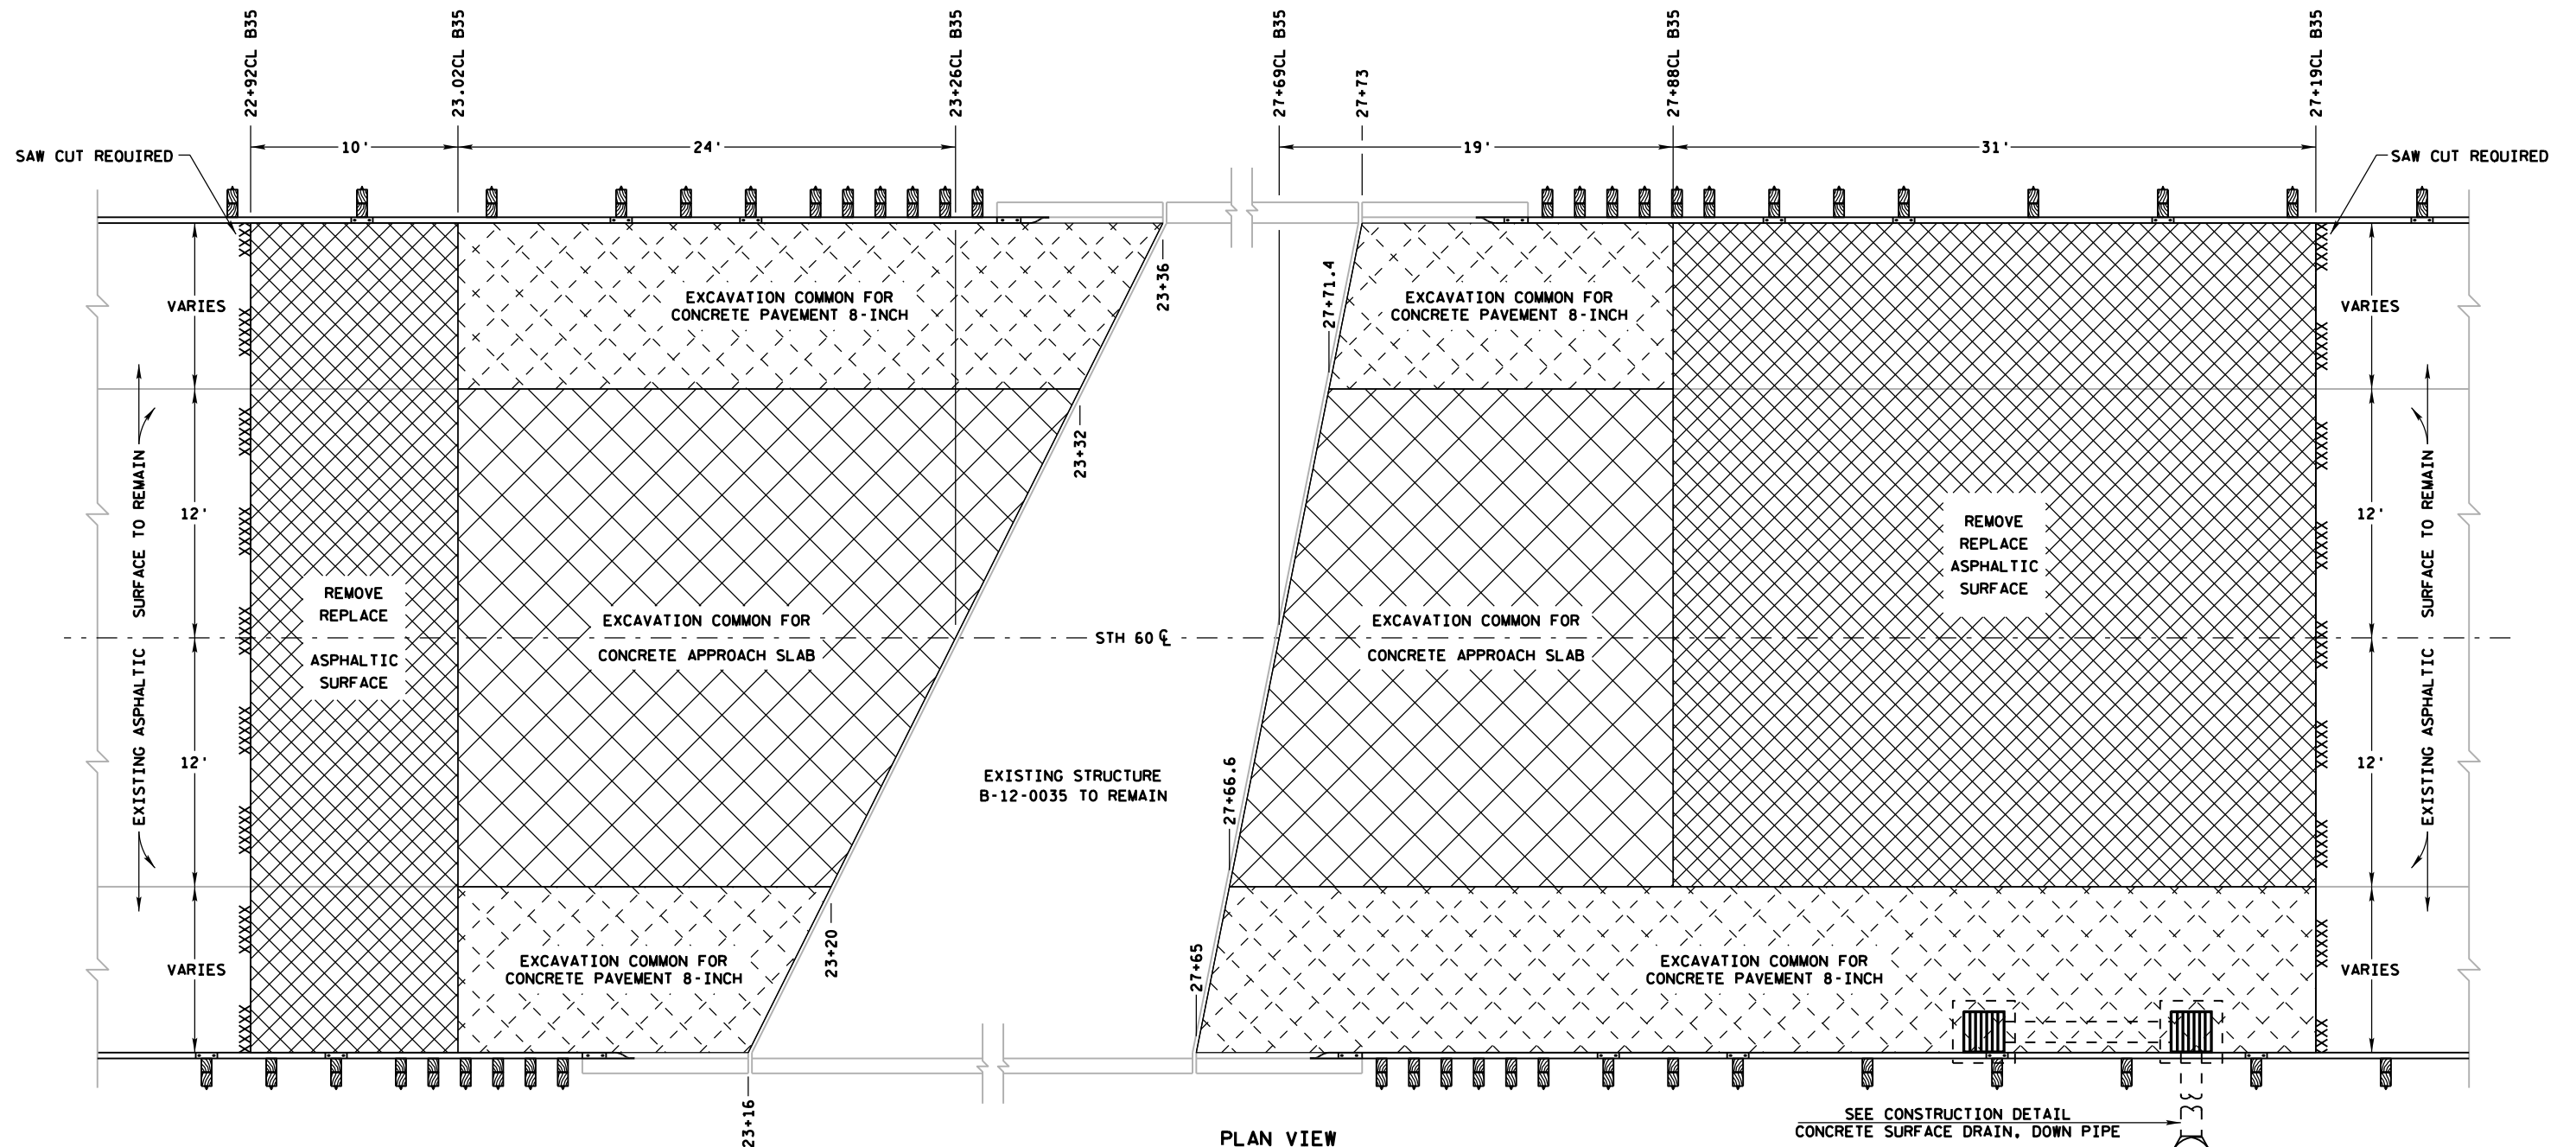 22+92CL B35
23.02CL B35
23+26CL B35
27+69CL B35
27+73
27+88CL B35
27+19CL B35
10'
24'
19'
31'
SAW CUT REQUIRED
SAW CUT REQUIRED
VARIES
EXCAVATION COMMON FOR
CONCRETE PAVEMENT 8-INCH
23+36
27+71.4
EXCAVATION COMMON FOR
CONCRETE PAVEMENT 8-INCH
VARIES
23+32
12'
12'
EXISTING ASPHALTIC SURFACE TO REMAIN
REMOVE
REPLACE
ASPHALTIC
SURFACE
EXCAVATION COMMON FOR
CONCRETE APPROACH SLAB
STH 60 ℄
EXCAVATION COMMON FOR
CONCRETE APPROACH SLAB
REMOVE
REPLACE
ASPHALTIC
SURFACE
EXISTING ASPHALTIC SURFACE TO REMAIN
12'
EXISTING STRUCTURE
B-12-0035 TO REMAIN
27+66.6
12'
VARIES
EXCAVATION COMMON FOR
CONCRETE PAVEMENT 8-INCH
23+20
27+65
EXCAVATION COMMON FOR
CONCRETE PAVEMENT 8-INCH
VARIES
23+16
PLAN VIEW
SEE CONSTRUCTION DETAIL
CONCRETE SURFACE DRAIN, DOWN PIPE